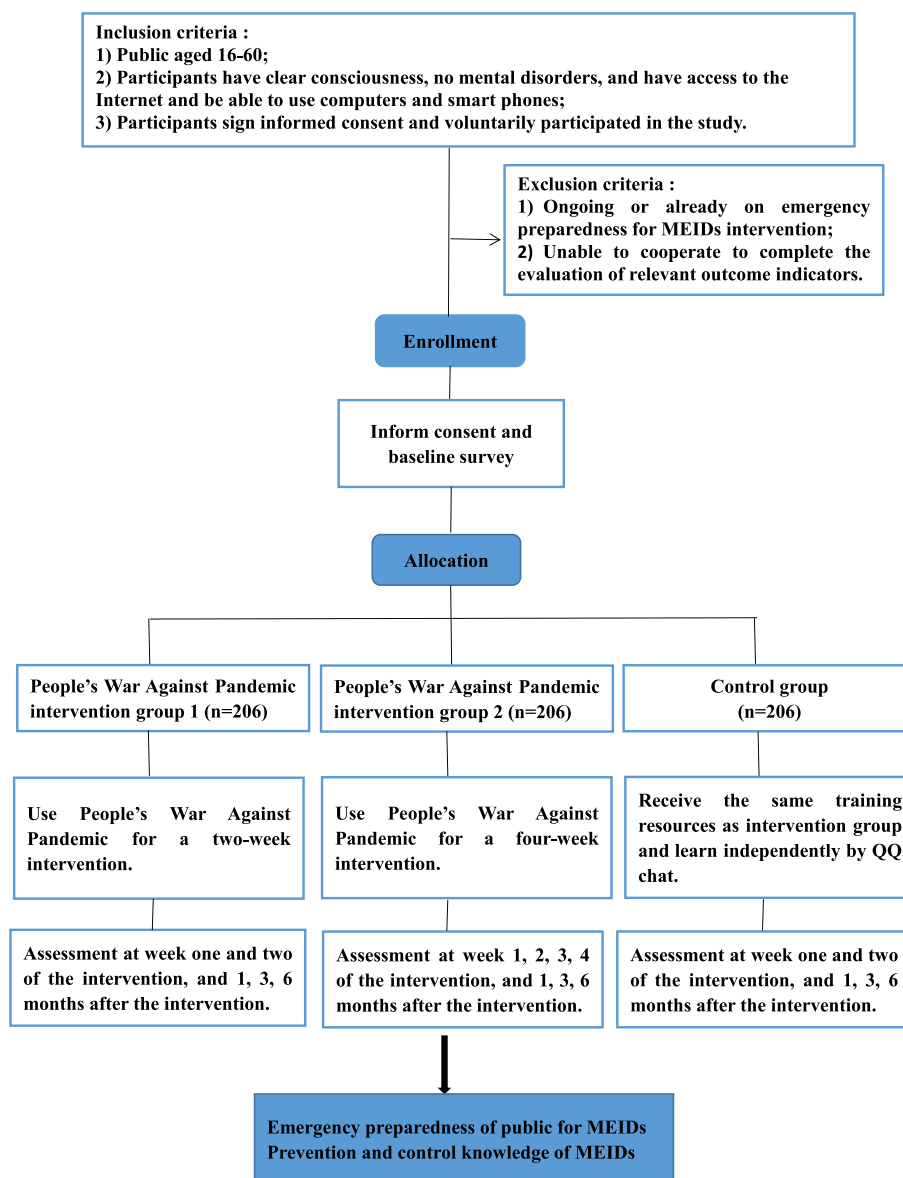 Inclusion criteria :
1) Public aged 16-60;
2) Participants have clear consciousness, no mental disorders, and have access to the
Internet and be able to use computers and smart phones;
3) Participants sign informed consent and voluntarily participated in the study.
Exclusion criteria :
1) Ongoing or already on emergency
preparedness for MEIDs intervention;
2) Unable to cooperate to complete the
evaluation of relevant outcome indicators.
Enrollment
Inform consent and
baseline survey
Allocation
People’s War Against Pandemic
intervention group 1 (n=206)
People’s War Against Pandemic
intervention group 2 (n=206)
Control group
(n=206)
Use People’s War Against
Pandemic for a two-week
intervention.
Use People’s War Against
Pandemic for a four-week
intervention.
Receive the same training
resources as intervention group
and learn independently by QQ
chat.
Assessment at week one and two
of the intervention, and 1, 3, 6
months after the intervention.
Assessment at week 1, 2, 3, 4
of the intervention, and 1, 3, 6
months after the intervention.
Assessment at week one and two
of the intervention, and 1, 3, 6
months after the intervention.
Emergency preparedness of public for MEIDs
Prevention and control knowledge of MEIDs